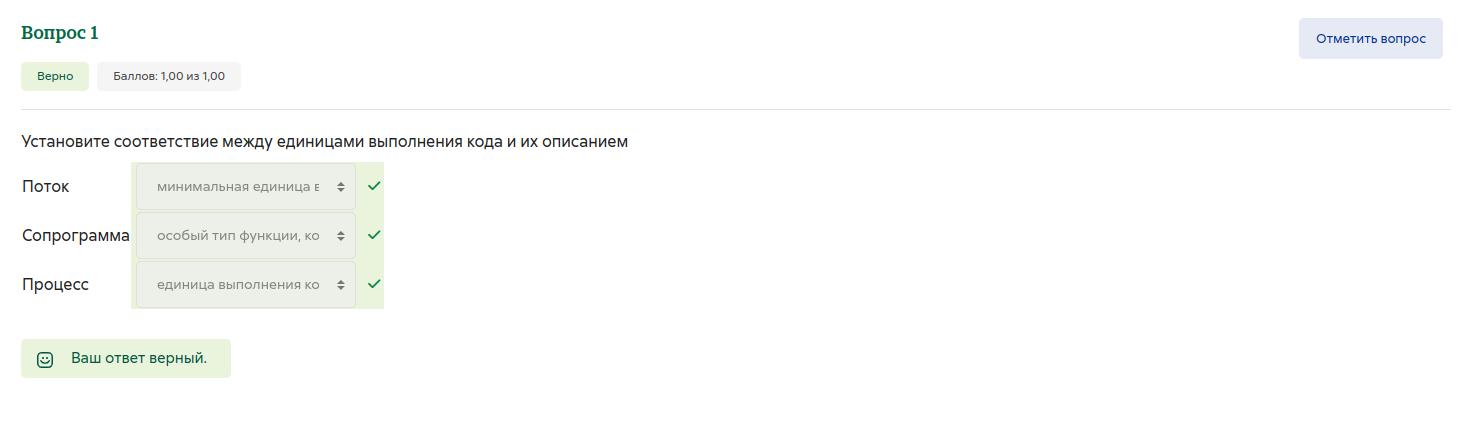 Вопрос 1
Отметить вопрос
Верно
Баллов: 1,00 из 1,00
Установите соответствие между единицами выполнения кода и их описанием
Поток
минимальная единица в
Сопрограмма
особый тип функции, ко
Процесс
единица выполнения ко
Ваш ответ верный.